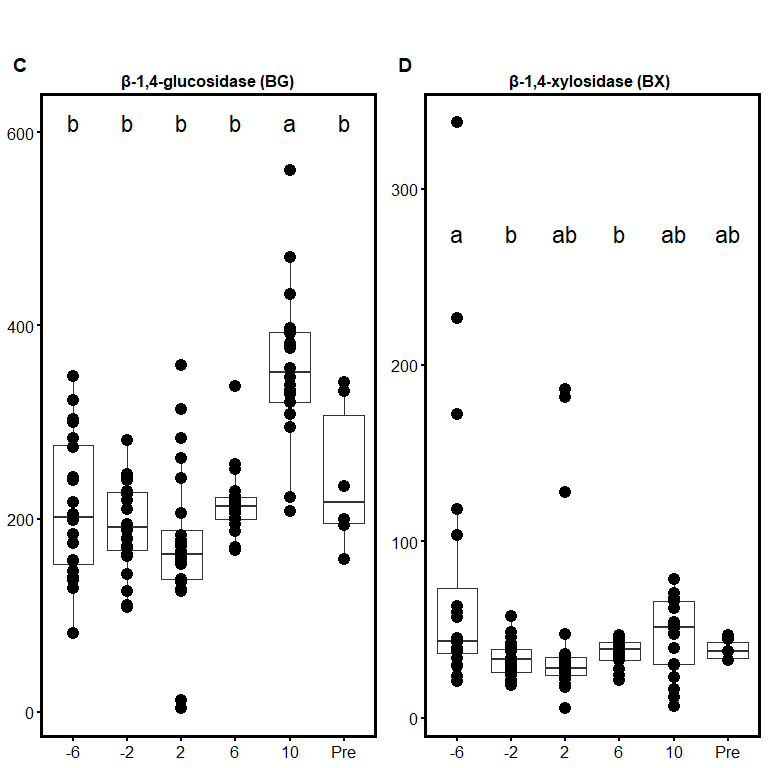 C
β-1,4-glucosidase (BG)
b b b b a b
600
400
200
0
-6 -2 2 6 10 Pre
D
β-1,4-xylosidase (BX)
a b ab b ab ab
300
200
100
0
-6 -2 2 6 10 Pre